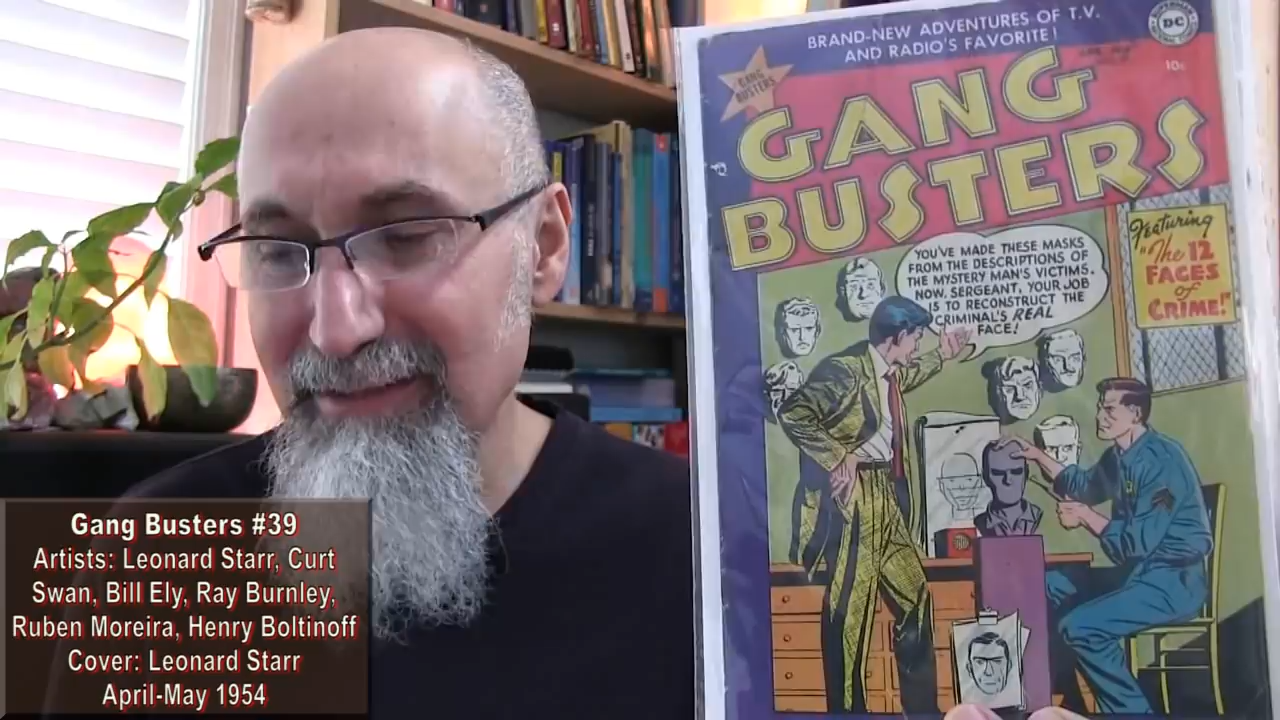 BRAND-NEW ADVENTURES OF T.V.
AND RADIO'S FAVORITE!
DC
10¢
GANG
BUSTERS
GANG
BUSTERS
Featuring
"The 12
FACES
of
CRIME!"
YOU'VE MADE THESE MASKS
FROM THE DESCRIPTIONS OF
THE MYSTERY MAN'S VICTIMS.
NOW, SERGEANT, YOUR JOB
IS TO RECONSTRUCT THE
CRIMINAL'S REAL
FACE!
Gang Busters #39
Artists: Leonard Starr, Curt
Swan, Bill Ely, Ray Burnley,
Ruben Moreira, Henry Boltinoff
Cover: Leonard Starr
April-May 1954